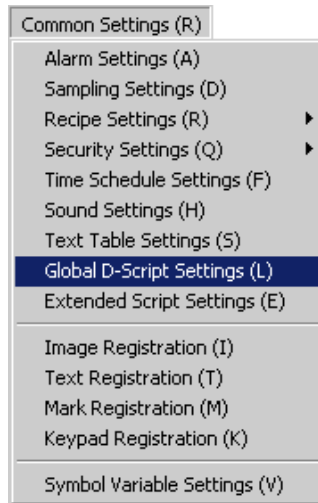 Common Settings (R)
Alarm Settings (A)
Sampling Settings (D)
Recipe Settings (R)
Security Settings (Q)
Time Schedule Settings (F)
Sound Settings (H)
Text Table Settings (S)
Global D-Script Settings (L)
Extended Script Settings (E)
Image Registration (I)
Text Registration (T)
Mark Registration (M)
Keypad Registration (K)
Symbol Variable Settings (V)